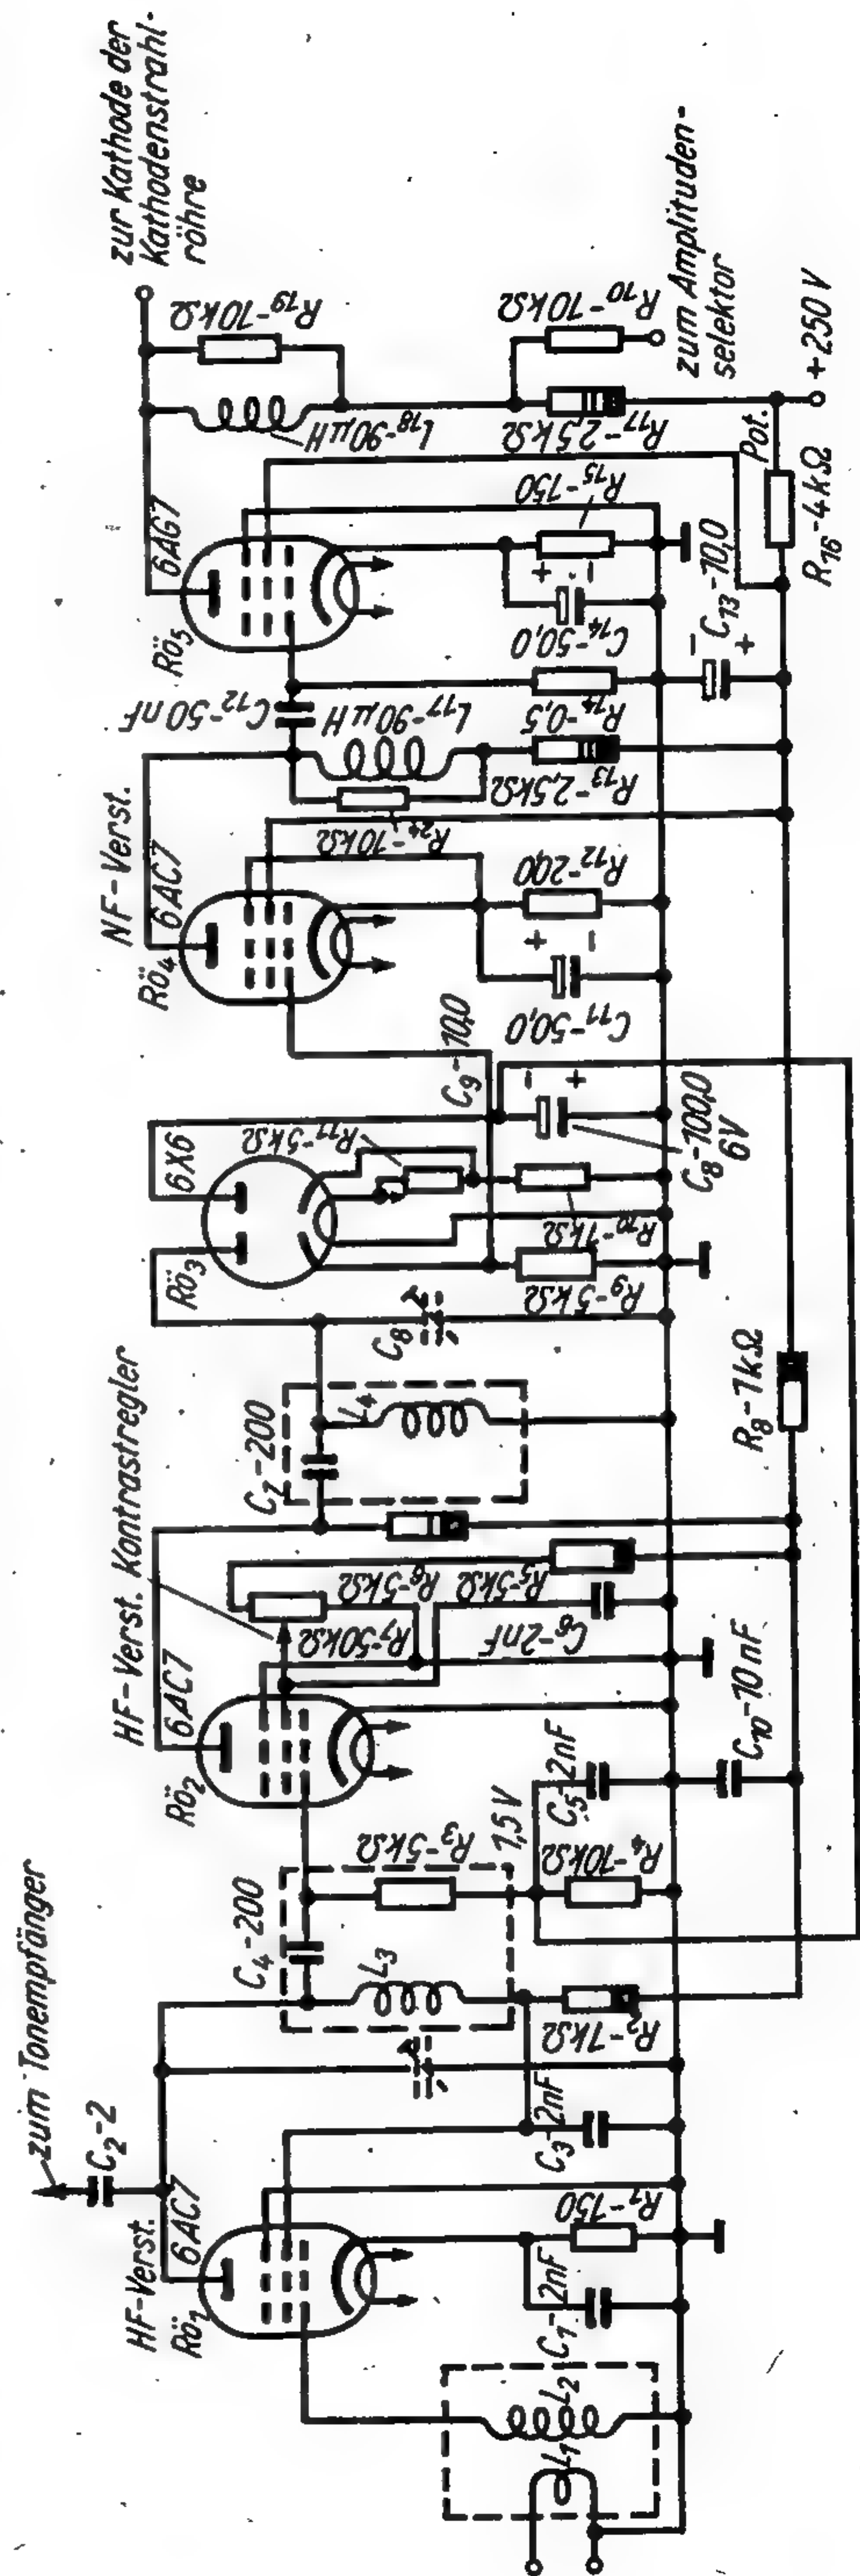 zum Tonempfänger
C₂-2
HF-Verst.
Rö₁
6AC7
L₁
L₂
C₁-2nF
R₁-150
C₃-2nF
R₂-1kΩ
L₃
C₄-200
R₃-5kΩ
1,5 V
R₄-10kΩ
C₅-2nF
C₁₀-10nF
HF-Verst.
Kontrastregler
Rö₂
6AC7
R₇-50kΩ
R₆-5kΩ
R₅-5kΩ
C₆-2nF
C₇-200
L₄
R₈-1kΩ
C₈
Rö₃
6X6
R₉-5kΩ
R₁₀-1kΩ
R₁₁-5kΩ
C₉-10,0
C₈-100,0
6V
NF-Verst.
Rö₄
6AC7
C₁₁-50,0
+
-
R₁₂-200
R₂₄-10kΩ
L₁₁-90μH
R₁₃-2,5kΩ
C₁₂-50nF
R₁₄-0,5
Rö₅
6AG7
C₁₄-50,0
+
-
R₁₅-150
C₁₃-10,0
-
+
R₁₆-4kΩ
Pot.
+250V
L₁₈-90μH
R₁₇-2,5kΩ
R₁₉-10kΩ
R₁₀-10kΩ
zur Kathode der
Kathodenstrahl-
röhre
zum Amplituden-
selektor